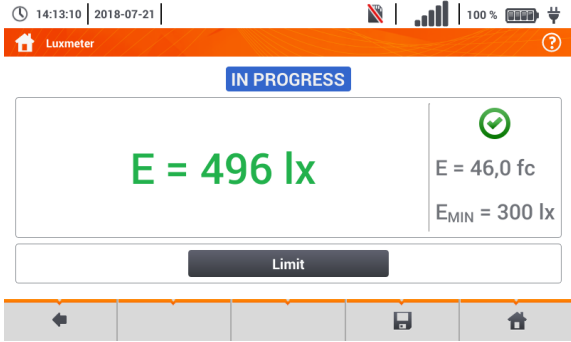 14:13:10 2018-07-21 100 %
Luxmeter ?
IN PROGRESS
E = 496 lx
E = 46,0 fc
EMIN = 300 lx
Limit